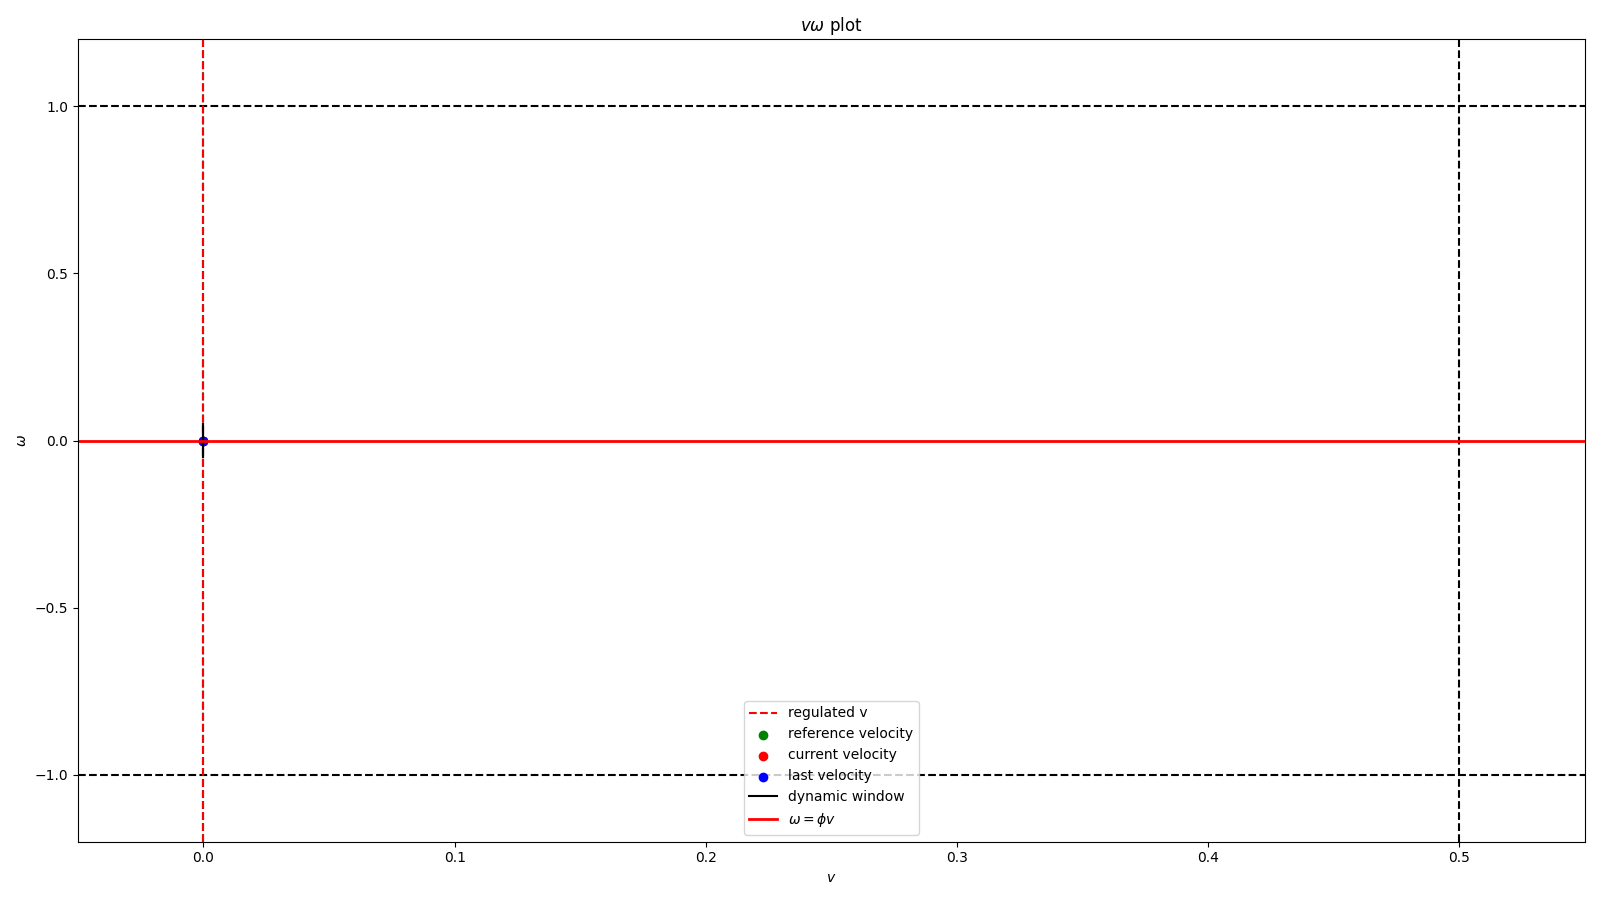 vω plot
ω
1.0
0.5
0.0
−0.5
−1.0
regulated v
reference velocity
current velocity
last velocity
dynamic window
ω = ϕv
0.0 0.1 0.2 0.3 0.4 0.5
v